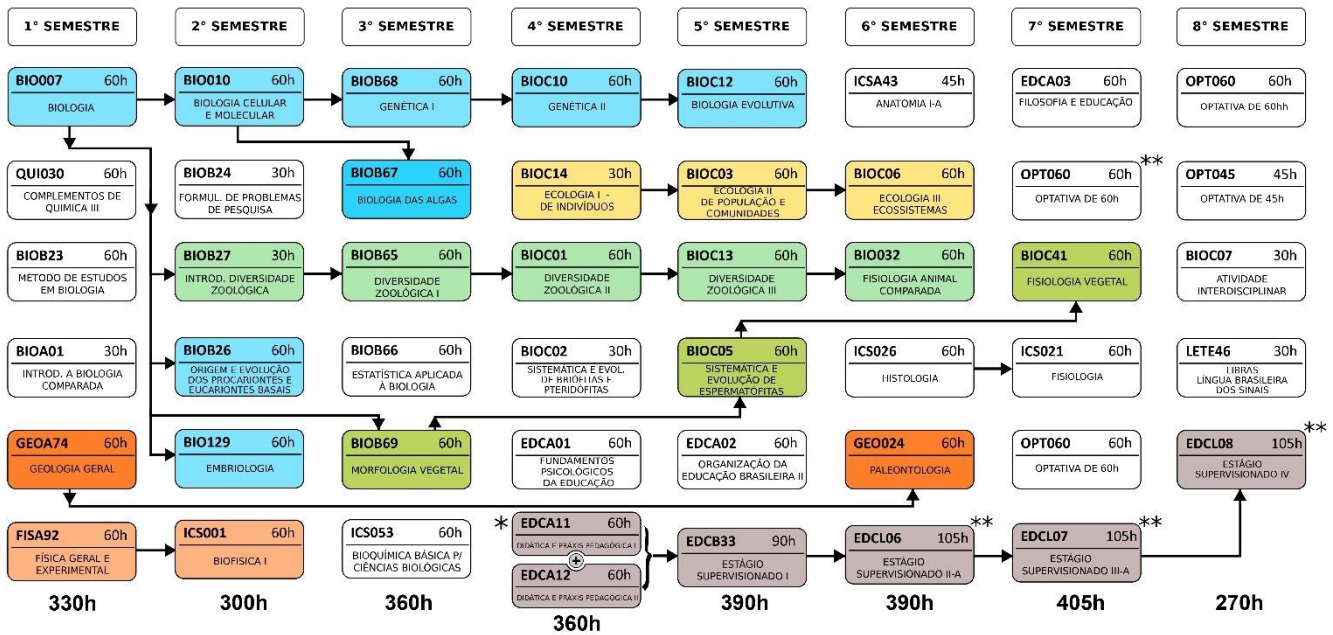 1° SEMESTRE
2° SEMESTRE
3° SEMESTRE
4° SEMESTRE
5° SEMESTRE
6° SEMESTRE
7° SEMESTRE
8° SEMESTRE
BIO007 60h
BIOLOGIA
BIO010 60h
BIOLOGIA CELULAR
E MOLECULAR
BIOB68 60h
GENÉTICA I
BIOC10 60h
GENÉTICA II
BIOC12 60h
BIOLOGIA EVOLUTIVA
ICSA43 45h
ANATOMIA I-A
EDCA03 60h
FILOSOFIA E EDUCAÇÃO
OPT060 60h
OPTATIVA DE 60hh
QUI030 60h
COMPLEMENTOS DE
QUIMICA III
BIOB24 30h
FORMUL. DE PROBLEMAS
DE PESQUISA
BIOB67 60h
BIOLOGIA DAS ALGAS
BIOC14 30h
ECOLOGIA I -
DE INDIVÍDUOS
BIOC03 60h
ECOLOGIA II
DE POPULAÇÃO E
COMUNIDADES
BIOC06 60h
ECOLOGIA III
ECOSSISTEMAS
OPT060 60h
**
OPTATIVA DE 60h
OPT045 45h
OPTATIVA DE 45h
BIOB23 60h
MÉTODO DE ESTUDOS
EM BIOLOGIA
BIOB27 30h
INTROD. DIVERSIDADE
ZOOLÓGICA
BIOB65 60h
DIVERSIDADE
ZOOLÓGICA I
BIOC01 60h
DIVERSIDADE
ZOOLÓGICA II
BIOC13 60h
DIVERSIDADE
ZOOLÓGICA III
BIO032 60h
FISIOLOGIA ANIMAL
COMPARADA
BIOC41 60h
FISIOLOGIA VEGETAL
BIOC07 30h
ATIVIDADE
INTERDISCIPLINAR
BIOA01 30h
INTROD. A BIOLOGIA
COMPARADA
BIOB26 60h
ORIGEM E EVOLUÇÃO
DOS PROCARIONTES E
EUCARIONTES BASAIS
BIOB66 60h
ESTATÍSTICA APLICADA
À BIOLOGIA
BIOC02 30h
SISTEMÁTICA E EVOL.
DE BRIÓFITAS E
PTERIDÓFITAS
BIOC05 60h
SISTEMÁTICA E
EVOLUÇÃO DE
ESPERMATÓFITAS
ICS026 60h
HISTOLOGIA
ICS021 60h
FISIOLOGIA
LETE46 30h
LIBRAS
LÍNGUA BRASILEIRA
DOS SINAIS
GEOA74 60h
GEOLOGIA GERAL
BIO129 60h
EMBRIOLOGIA
BIOB69 60h
MORFOLOGIA VEGETAL
EDCA01 60h
FUNDAMENTOS
PSICOLÓGICOS
DA EDUCAÇÃO
EDCA02 60h
ORGANIZAÇÃO DA
EDUCAÇÃO BRASILEIRA II
GEO024 60h
PALEONTOLOGIA
OPT060 60h
OPTATIVA DE 60h
EDCL08 105h
**
ESTÁGIO
SUPERVISIONADO IV
FISA92 60h
FÍSICA GERAL E
EXPERIMENTAL
ICS001 60h
BIOFISICA I
ICS053 60h
BIOQUÍMICA BÁSICA P/
CIÊNCIAS BIOLÓGICAS
*
EDCA11 60h
DIDÁTICA E PRÁXIS PEDAGÓGICA I
+
EDCA12 60h
DIDÁTICA E PRÁXIS PEDAGÓGICA II
EDCB33 90h
ESTÁGIO
SUPERVISIONADO I
EDCL06 105h
**
ESTÁGIO
SUPERVISIONADO II-A
EDCL07 105h
**
ESTÁGIO
SUPERVISIONADO III-A
330h
300h
360h
360h
390h
390h
405h
270h